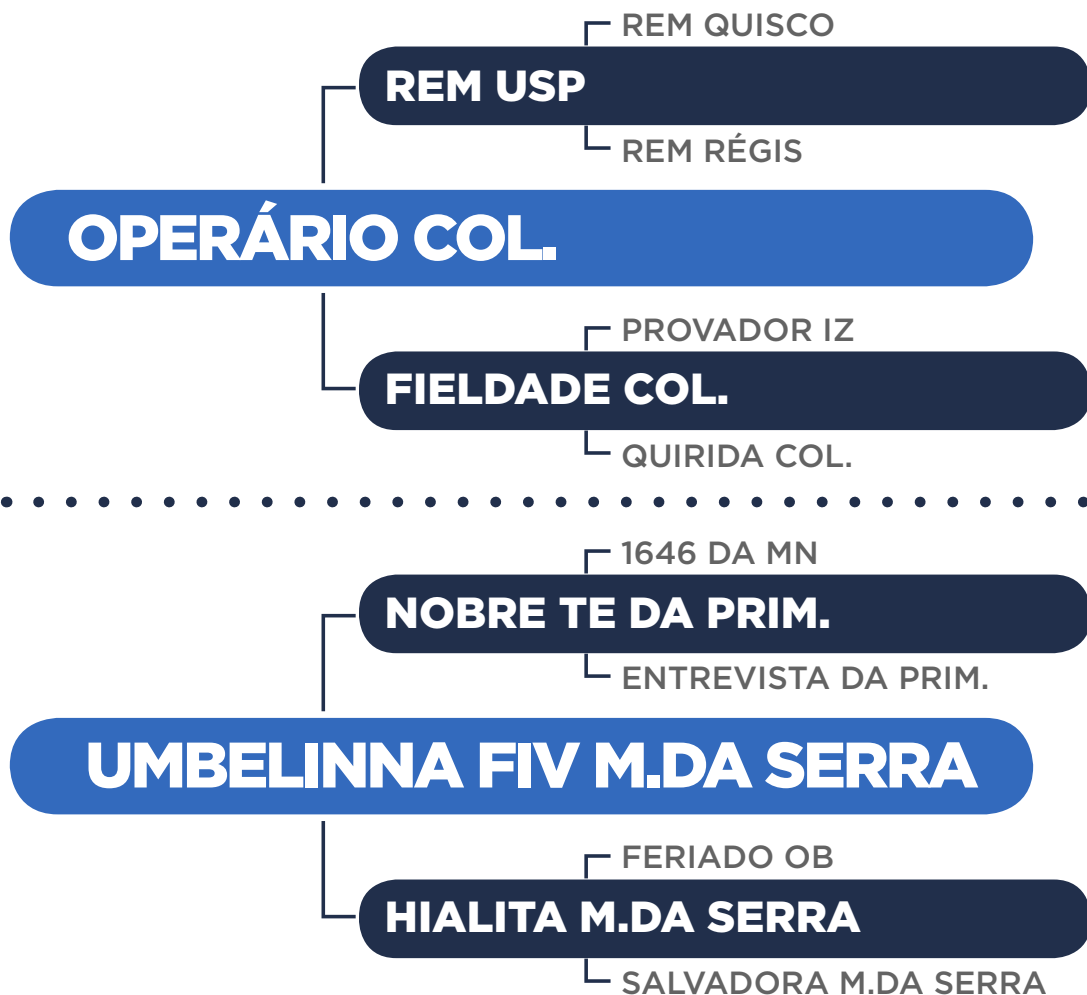 REM QUISCO
REM USP
REM RÉGIS
OPERÁRIO COL.
PROVADOR IZ
FIELDADE COL.
QUIRIDA COL.
1646 DA MN
NOBRE TE DA PRIM.
ENTREVISTA DA PRIM.
UMBELINNA FIV M.DA SERRA
FERIADO OB
HIALITA M.DA SERRA
SALVADORA M.DA SERRA